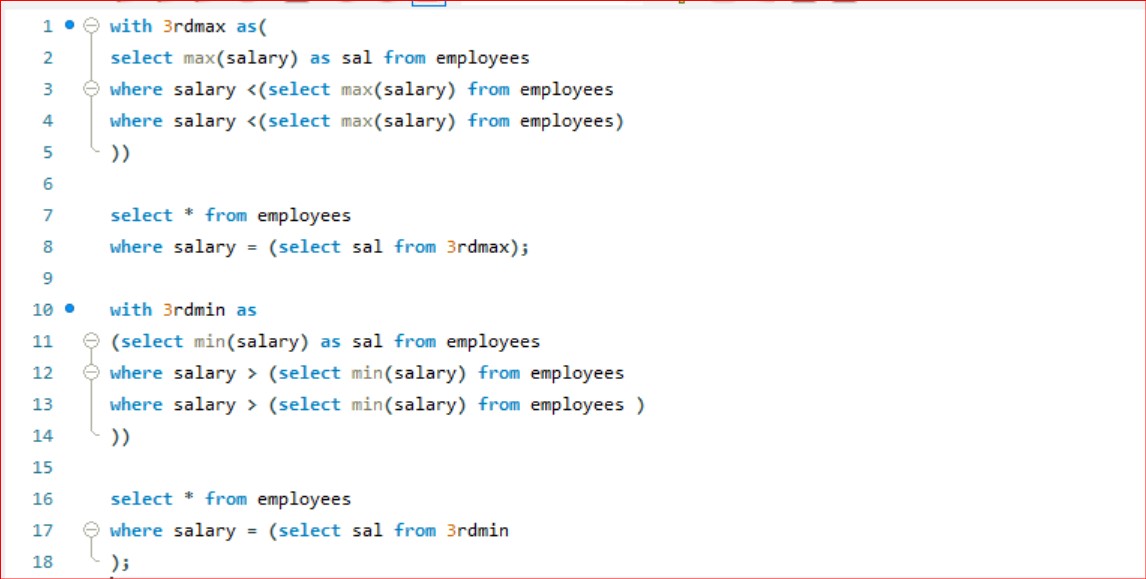 1 with 3rdmax as(
2 select max(salary) as sal from employees
3 where salary <(select max(salary) from employees
4 where salary <(select max(salary) from employees)
5 ))
6
7 select * from employees
8 where salary = (select sal from 3rdmax);
9
10 with 3rdmin as
11 (select min(salary) as sal from employees
12 where salary > (select min(salary) from employees
13 where salary > (select min(salary) from employees )
14 ))
15
16 select * from employees
17 where salary = (select sal from 3rdmin
18 );